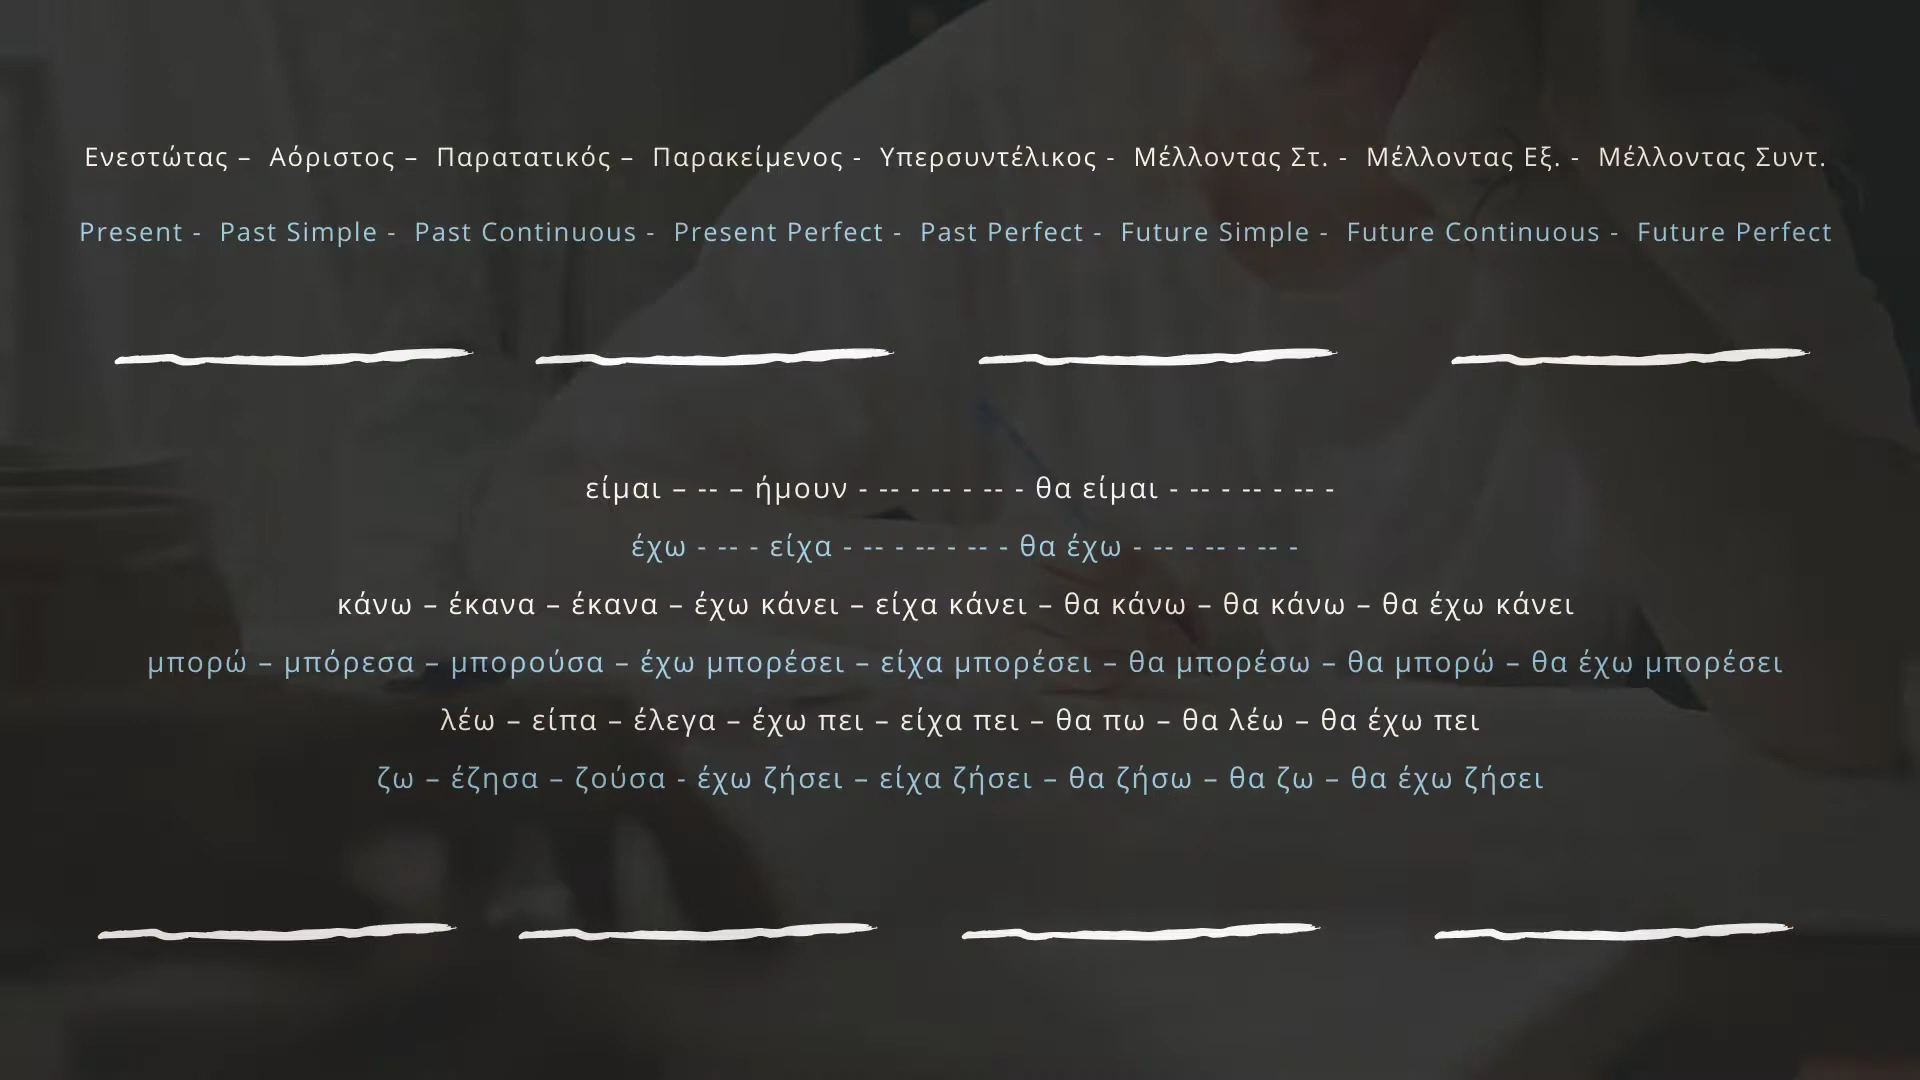 Ενεστώτας – Αόριστος – Παρατατικός – Παρακείμενος - Υπερσυντέλικος - Μέλλοντας Στ. - Μέλλοντας Εξ. - Μέλλοντας Συντ.
Present - Past Simple - Past Continuous - Present Perfect - Past Perfect - Future Simple - Future Continuous - Future Perfect
είμαι – -- – ήμουν - -- - -- - -- - θα είμαι - -- - -- - -- -
έχω - -- - είχα - -- - -- - -- - θα έχω - -- - -- - -- -
κάνω – έκανα – έκανα – έχω κάνει – είχα κάνει – θα κάνω – θα κάνω – θα έχω κάνει
μπορώ – μπόρεσα – μπορούσα – έχω μπορέσει – είχα μπορέσει – θα μπορέσω – θα μπορώ – θα έχω μπορέσει
λέω – είπα – έλεγα – έχω πει – είχα πει – θα πω – θα λέω – θα έχω πει
ζω – έζησα – ζούσα - έχω ζήσει – είχα ζήσει – θα ζήσω – θα ζω – θα έχω ζήσει